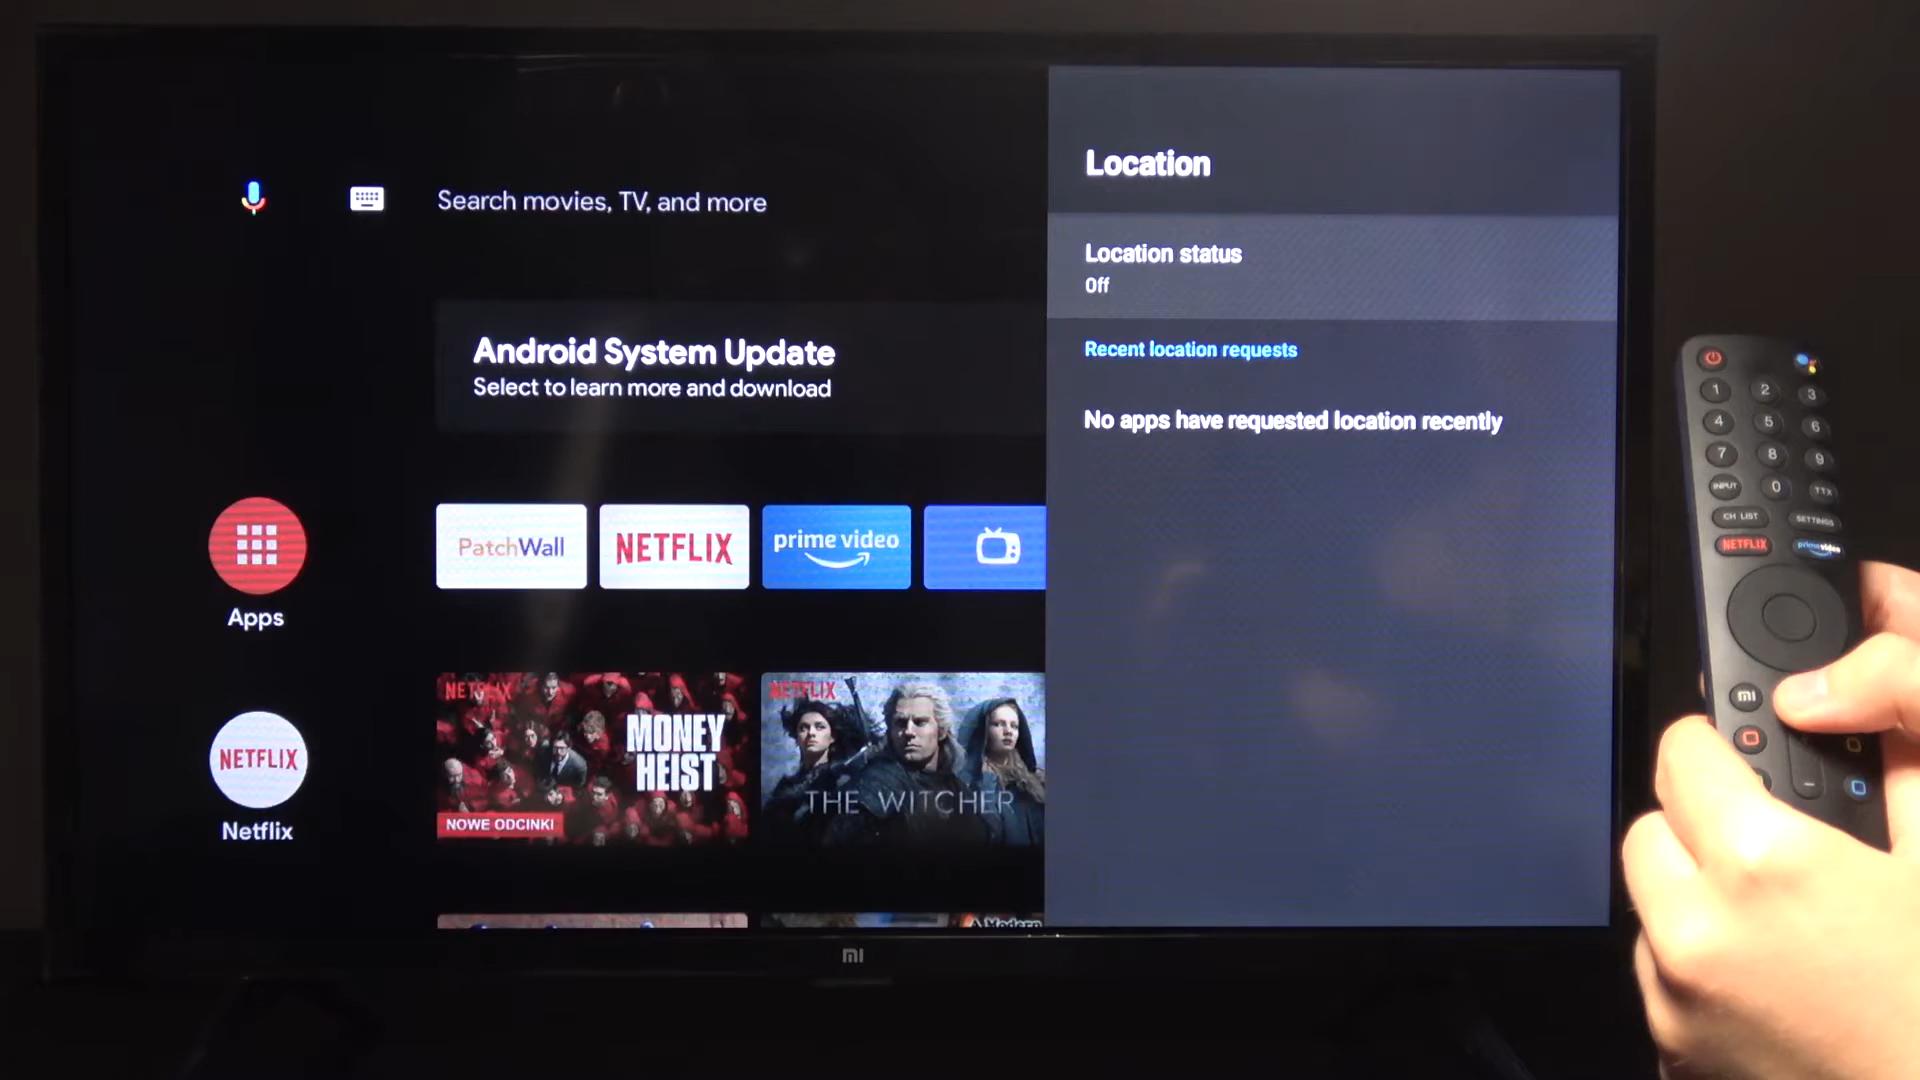 Search movies, TV, and more
Android System Update
Select to learn more and download
PatchWall
NETFLIX
prime video
Apps
NETFLIX
MONEY
HEIST
NOWE ODCINKI
NETFLIX
THE WITCHER
NETFLIX
Netflix
A Modern
Location
Location status
Off
Recent location requests
No apps have requested location recently
mi
1 2 3
4 5 6
7 8 9
INPUT 0 TTX
CH LIST SETTINGS
NETFLIX prime video
mi